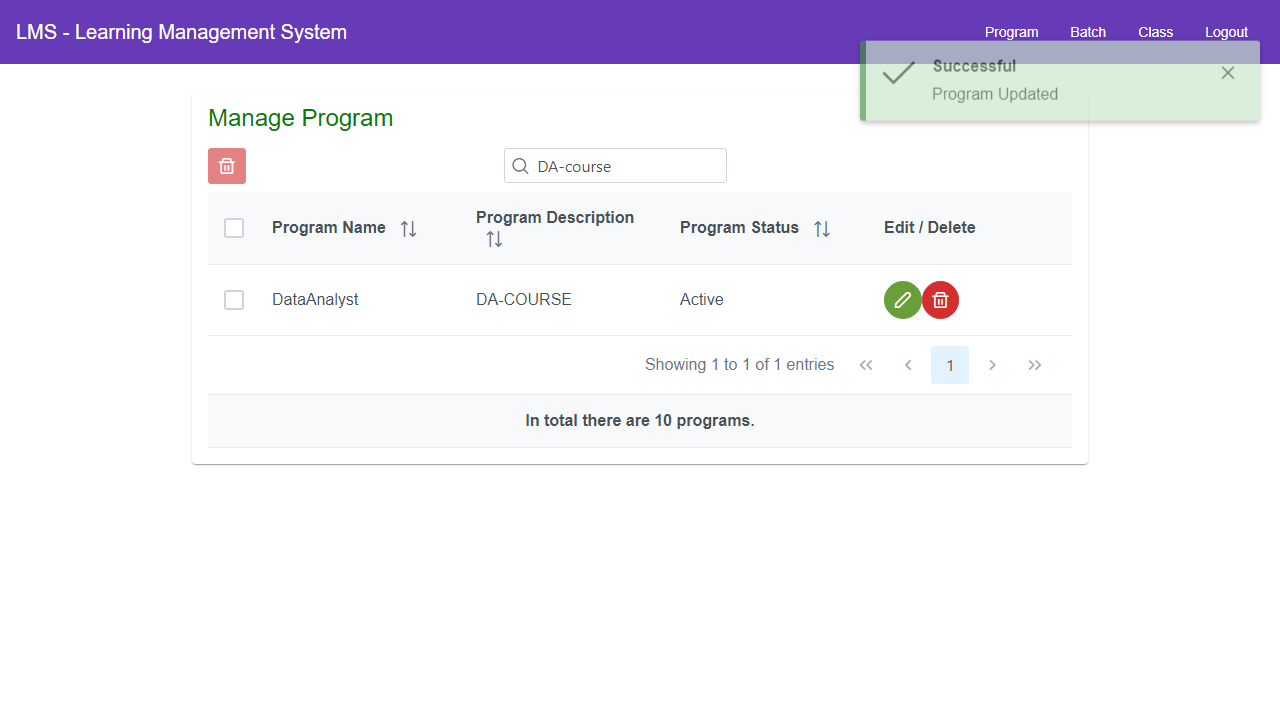 LMS - Learning Management System
Program Batch Class Logout
Successful
Program Updated
Manage Program
DA-course
Program Name Program Description Program Status Edit / Delete
DataAnalyst DA-COURSE Active
Showing 1 to 1 of 1 entries 1
In total there are 10 programs.